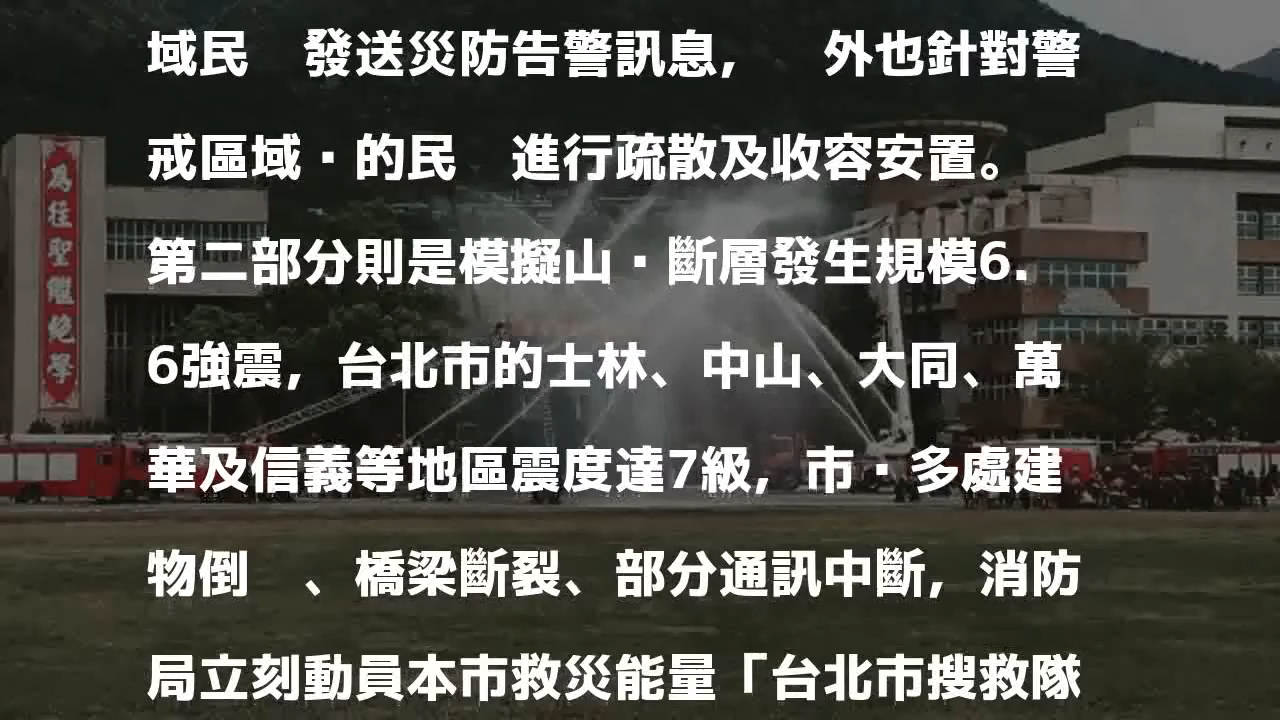 域民　發送災防告警訊息，　外也針對警
戒區域·的民　進行疏散及收容安置。
第二部分則是模擬山·斷層發生規模6.
6強震，台北市的士林、中山、大同、萬
華及信義等地區震度達7級，市·多處建
物倒　、橋梁斷裂、部分通訊中斷，消防
局立刻動員本市救災能量「台北市搜救隊
為往聖繼絕學